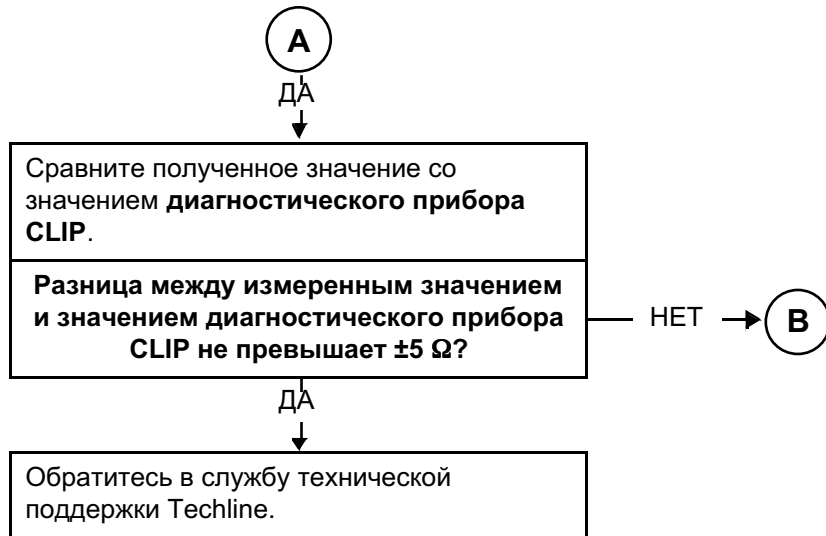 A
ДА
Сравните полученное значение со
значением диагностического прибора
CLIP.
Разница между измеренным значением
и значением диагностического прибора
CLIP не превышает ±5 Ω?
НЕТ
B
ДА
Обратитесь в службу технической
поддержки Techline.